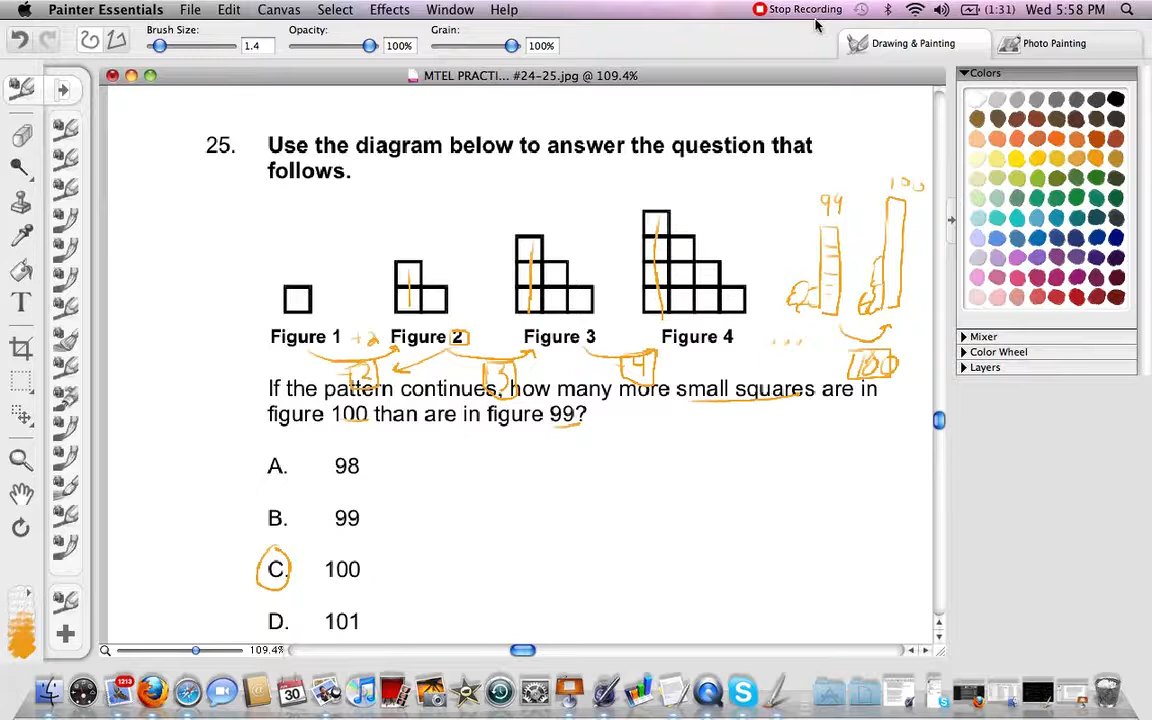 Painter Essentials File Edit Canvas Select Effects Window Help Stop Recording (1:31) Wed 5:58 PM
Brush Size: Opacity: Grain:
1.4 100% 100%
Drawing & Painting Photo Painting
MTEL PRACTI... #24-25.jpg @ 109.4%
Colors
25. Use the diagram below to answer the question that
follows.
99 100
Figure 1 +2 Figure 2 Figure 3 Figure 4 ...
2 3 4 100
If the pattern continues, how many more small squares are in
figure 100 than are in figure 99?
A. 98
B. 99
C. 100
D. 101
Mixer
Color Wheel
Layers
109.4%
1213
30